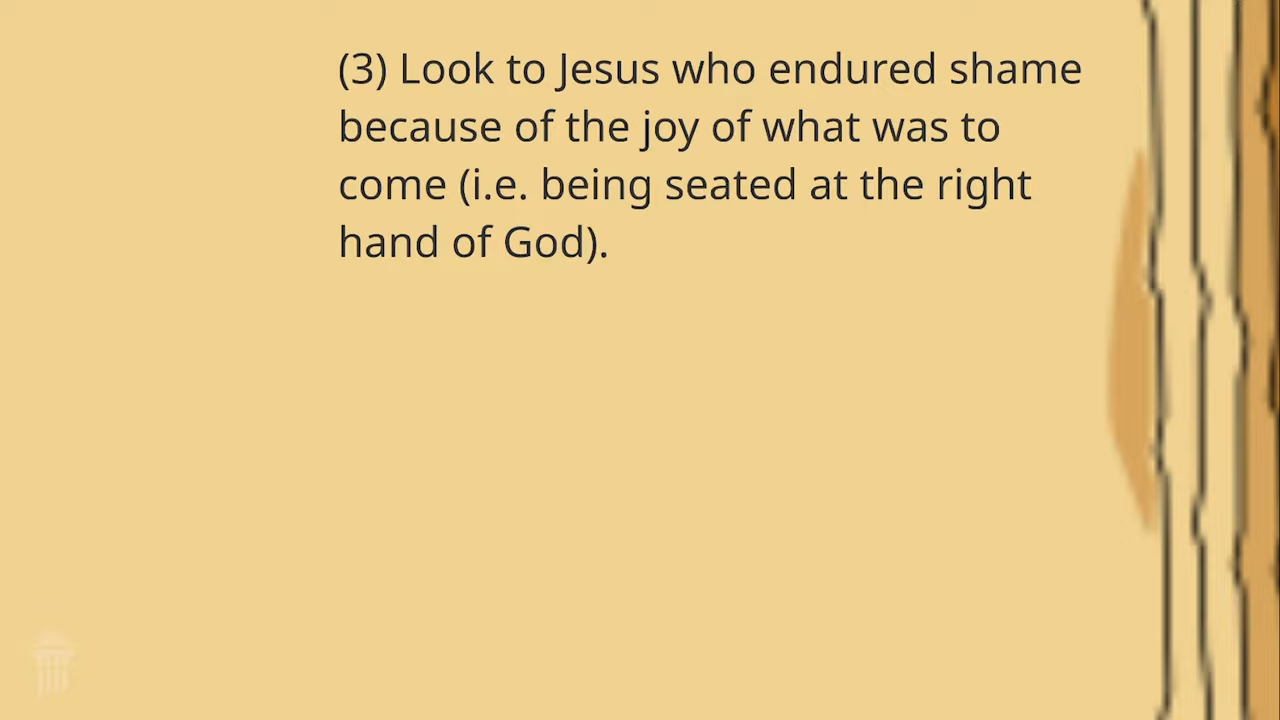 (3) Look to Jesus who endured shame
because of the joy of what was to
come (i.e. being seated at the right
hand of God).